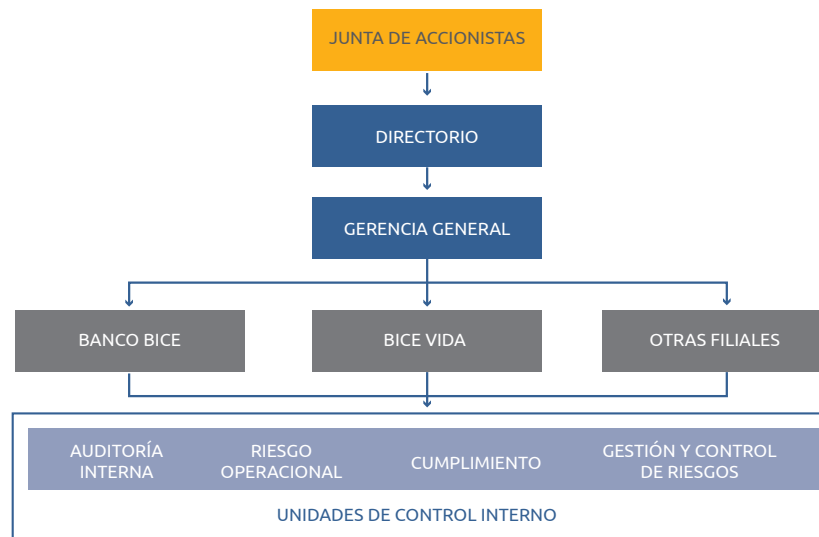 JUNTA DE ACCIONISTAS
DIRECTORIO
GERENCIA GENERAL
BANCO BICE
BICE VIDA
OTRAS FILIALES
AUDITORÍA
INTERNA
RIESGO
OPERACIONAL
CUMPLIMIENTO
GESTIÓN Y CONTROL
DE RIESGOS
UNIDADES DE CONTROL INTERNO